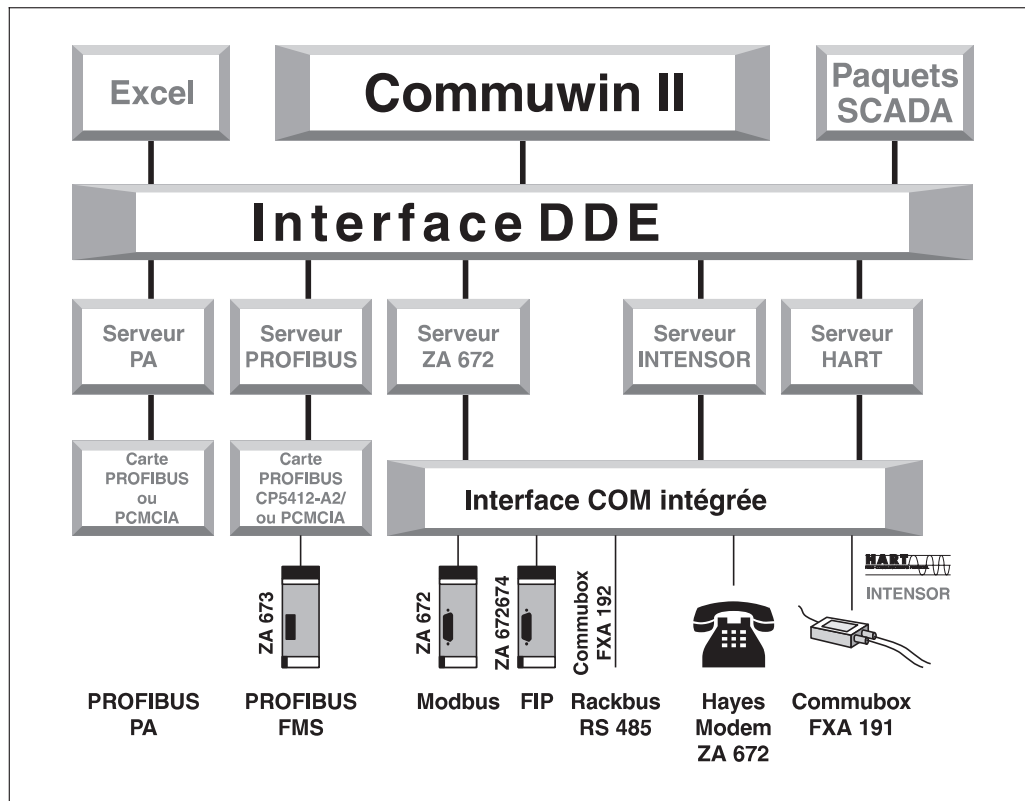 Excel
Commuwin II
Paquets
SCADA
Interface DDE
Serveur
PA
Serveur
PROFIBUS
Serveur
ZA 672
Serveur
INTENSOR
Serveur
HART
Carte
PROFIBUS
ou
PCMCIA
Carte
PROFIBUS
CP5412-A2/
ou PCMCIA
Interface COM intégrée
ZA 673
ZA 672
ZA 672674
Commubox
FXA 192
HART
INTENSOR
PROFIBUS
PA
PROFIBUS
FMS
Modbus
FIP
Rackbus
RS 485
Hayes
Modem
ZA 672
Commubox
FXA 191